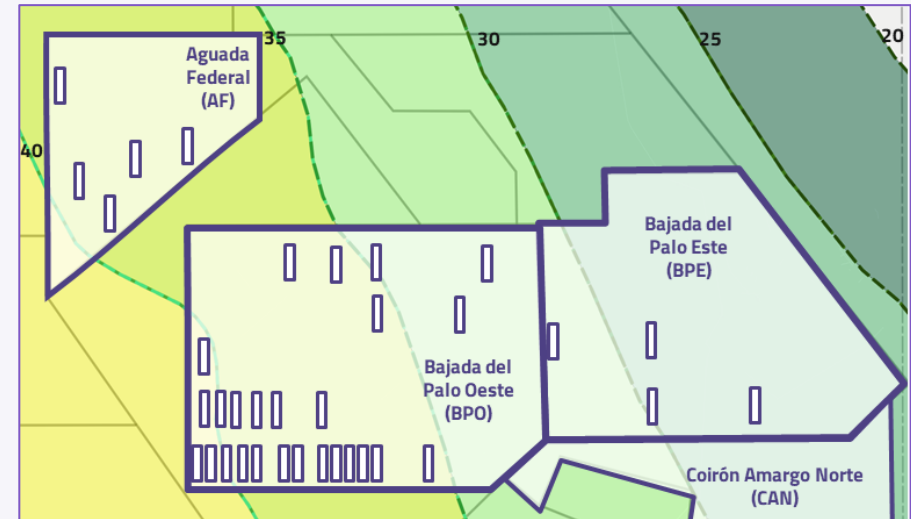 35
30
25
20
Aguada
Federal
(AF)
40
Bajada del
Palo Este
(BPE)
Bajada del
Palo Oeste
(BPO)
Coirón Amargo Norte
(CAN)